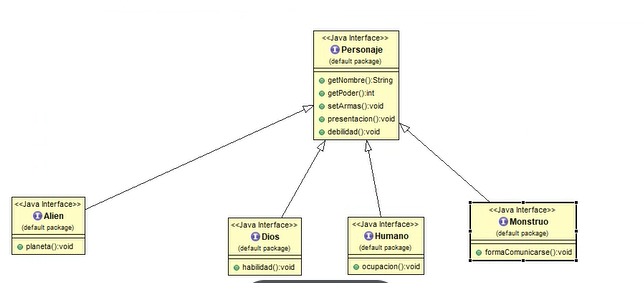 <<Java Interface>>
Personaje
(default package)
getNombre():String
getPoder():int
setArmas():void
presentacion():void
debilidad():void
<<Java Interface>>
Alien
(default package)
planeta():void
<<Java Interface>>
Dios
(default package)
habilidad():void
<<Java Interface>>
Humano
(default package)
ocupacion():void
<<Java Interface>>
Monstruo
(default package)
formaComunicarse():void